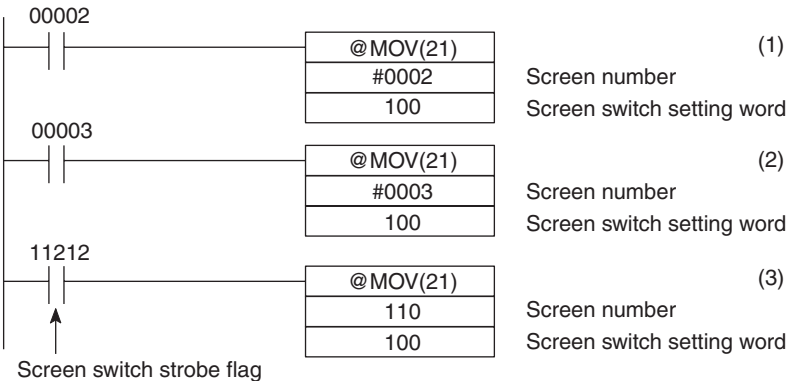 00002
@MOV(21) (1)
#0002 Screen number
100 Screen switch setting word
00003
@MOV(21) (2)
#0003 Screen number
100 Screen switch setting word
11212
@MOV(21) (3)
110 Screen number
100 Screen switch setting word
Screen switch strobe flag